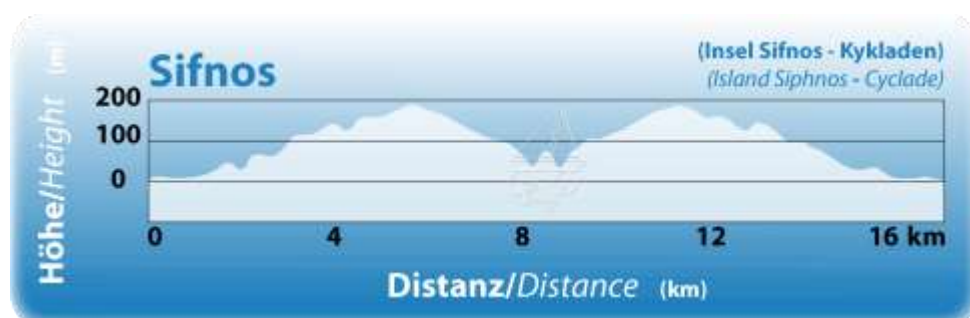 Sifnos
(Insel Sifnos - Kykladen)
(Island Siphnos - Cyclade)
Höhe/Height (m)
200
100
0
0 4 8 12 16 km
Distanz/Distance (km)